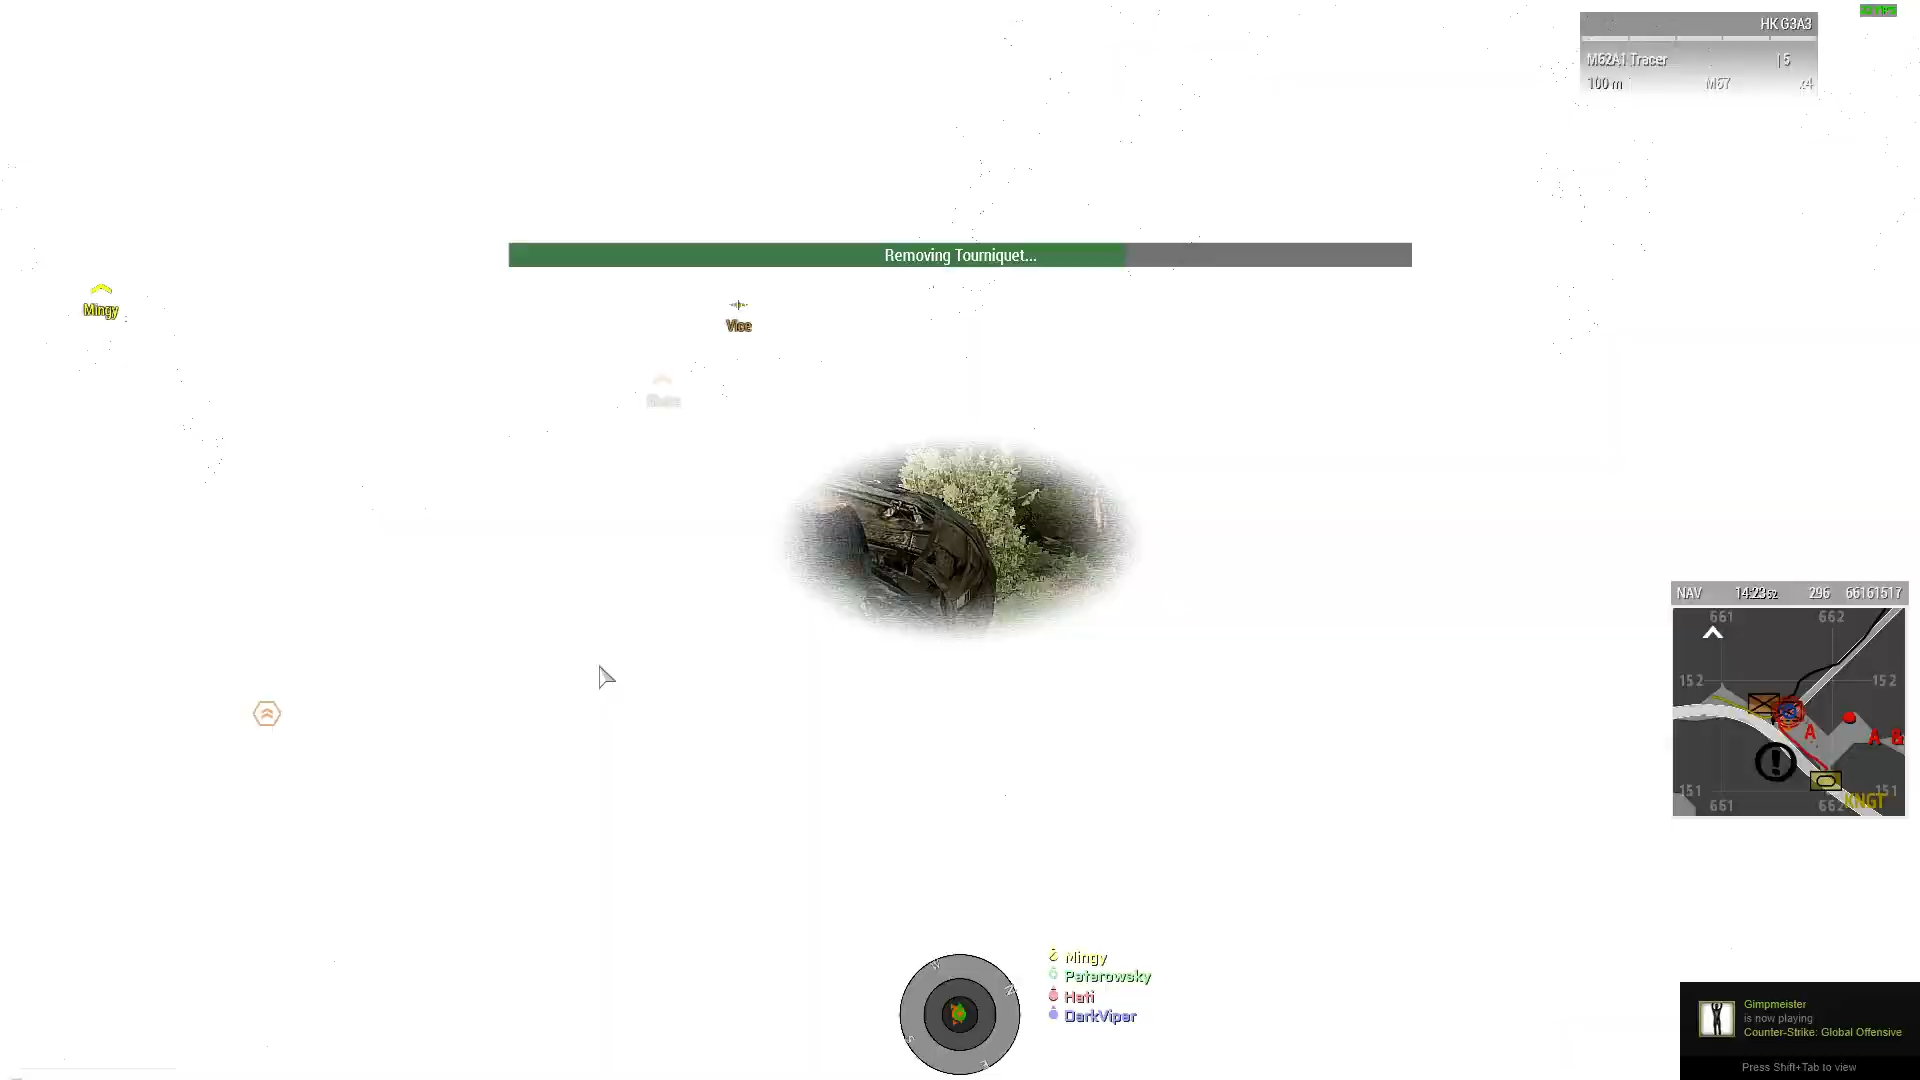 HK G3A3
M62A1 Tracer | 5
100 m M67 x4
Removing Tourniquet...
Mingy
Vice
NAV 14:23:52 296 66161517
661 662
152 152
A
A &
151 151
661 662 KNGT
Mingy
Paterowsky
Hati
DarkViper
Gimpmeister
is now playing
Counter-Strike: Global Offensive
Press Shift+Tab to view